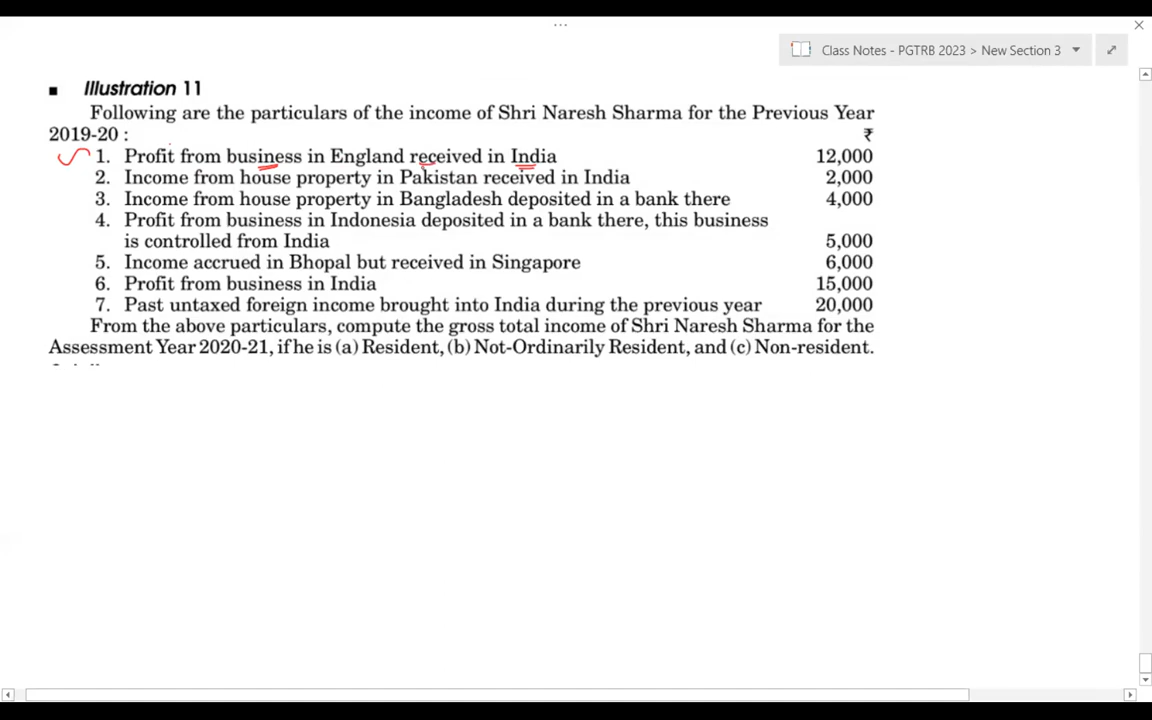 Class Notes - PGTRB 2023 > New Section 3
■ Illustration 11
Following are the particulars of the income of Shri Naresh Sharma for the Previous Year
2019-20 : ₹
1. Profit from business in England received in India 12,000
2. Income from house property in Pakistan received in India 2,000
3. Income from house property in Bangladesh deposited in a bank there 4,000
4. Profit from business in Indonesia deposited in a bank there, this business
is controlled from India 5,000
5. Income accrued in Bhopal but received in Singapore 6,000
6. Profit from business in India 15,000
7. Past untaxed foreign income brought into India during the previous year 20,000
From the above particulars, compute the gross total income of Shri Naresh Sharma for the
Assessment Year 2020-21, if he is (a) Resident, (b) Not-Ordinarily Resident, and (c) Non-resident.